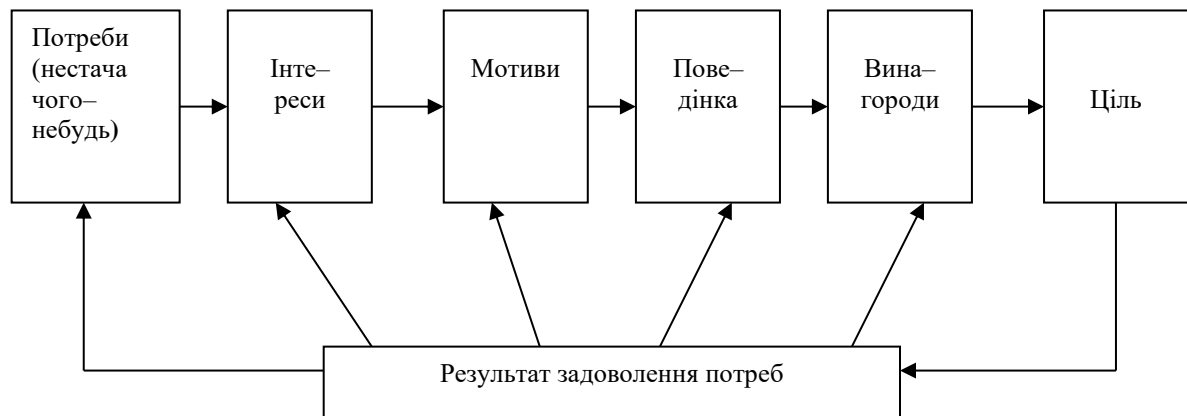 Потреби
(нестача
чого–
небудь)
Інте–
реси
Мотиви
Пове–
дінка
Вина–
городи
Ціль
Результат задоволення потреб